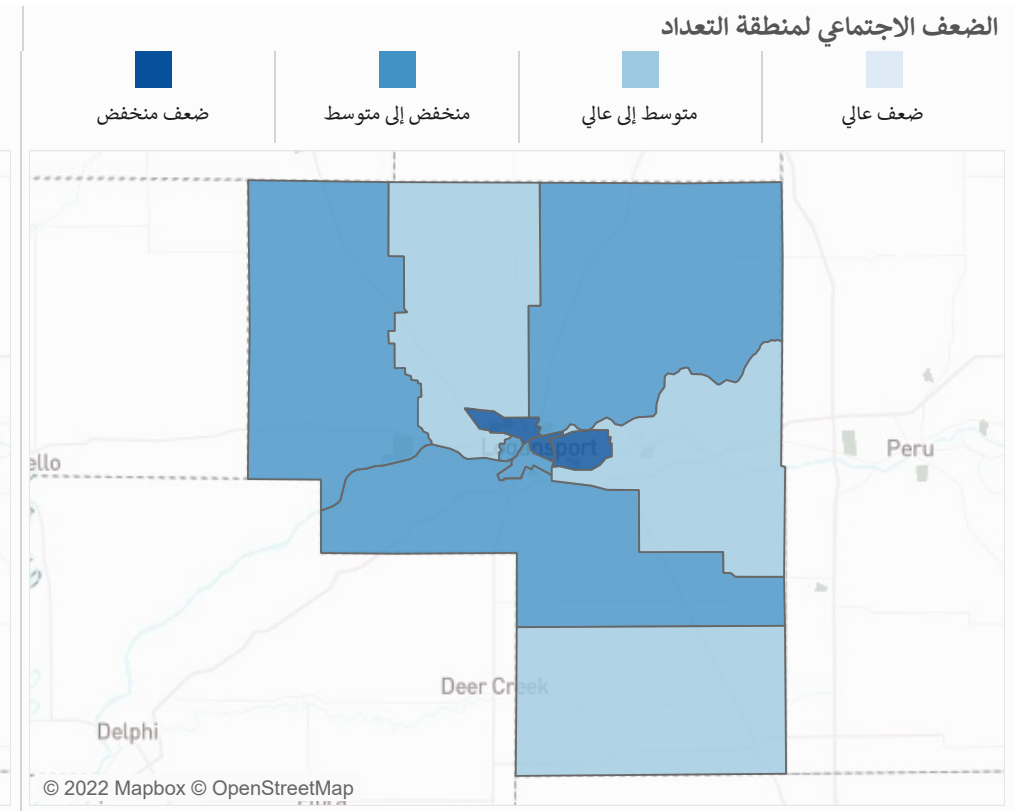 الضعف الاجتماعي لمنطقة التعداد
ضعف عالي
متوسط إلى عالي
منخفض إلى متوسط
ضعف منخفض
Logansport
Peru
ello
Deer Creek
Delphi
© 2022 Mapbox © OpenStreetMap